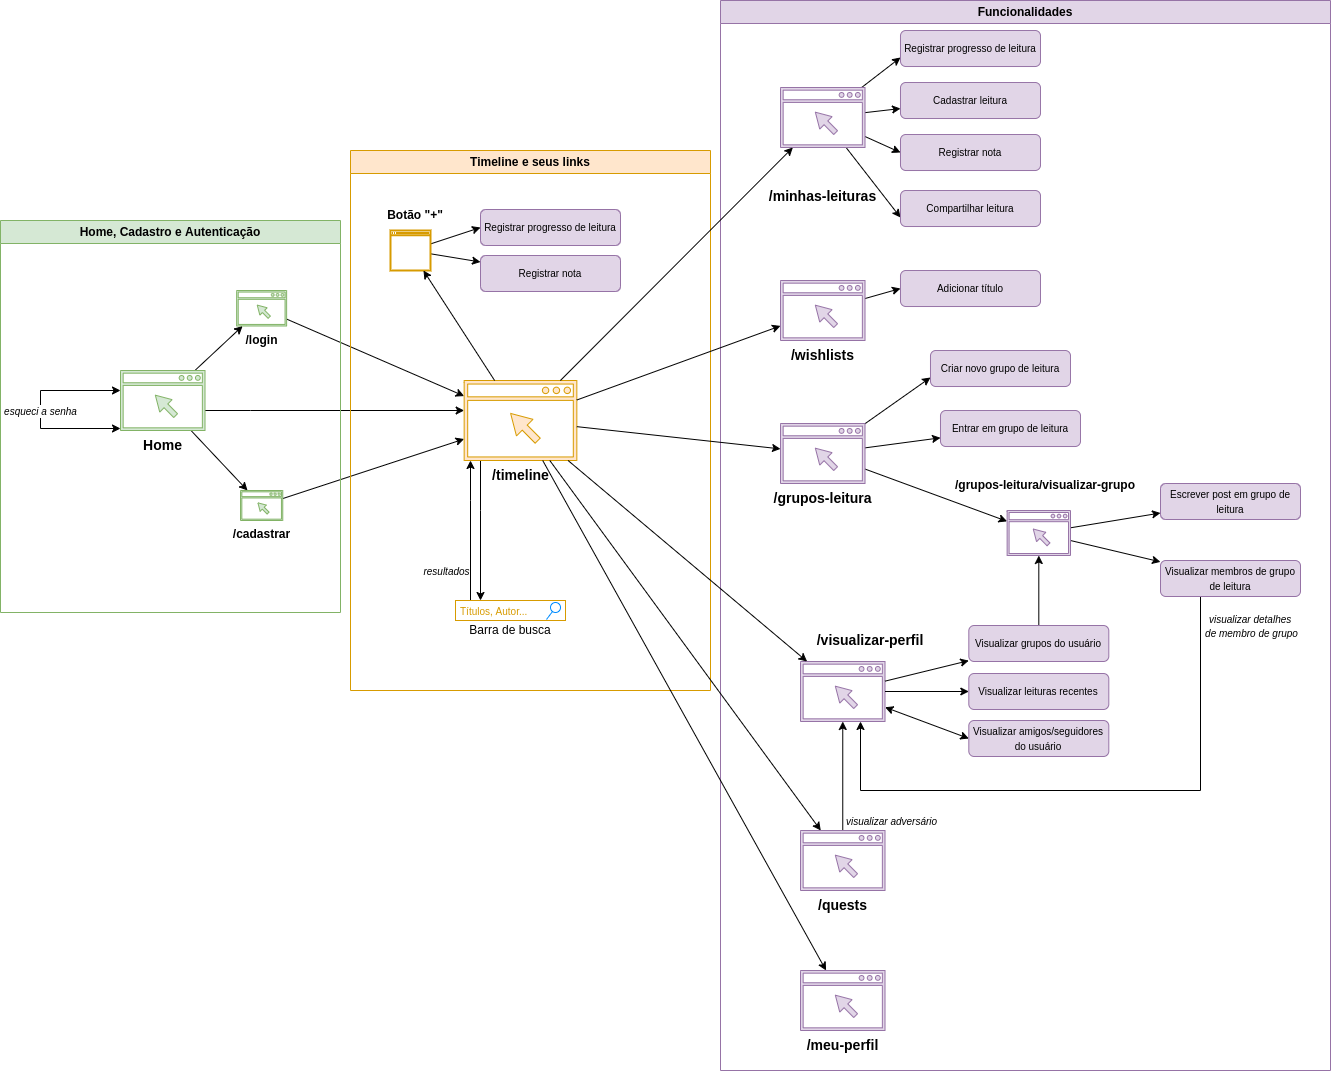 Funcionalidades
Registrar progresso de leitura
Cadastrar leitura
Registrar nota
/minhas-leituras
Compartilhar leitura
Timeline e seus links
Botão "+"
Registrar progresso de leitura
Registrar nota
Home, Cadastro e Autenticação
/login
esqueci a senha
Home
/cadastrar
/timeline
resultados
Títulos, Autor...
Barra de busca
Adicionar título
/wishlists
Criar novo grupo de leitura
Entrar em grupo de leitura
/grupos-leitura
/grupos-leitura/visualizar-grupo
Escrever post em grupo de
leitura
Visualizar membros de grupo
de leitura
visualizar detalhes
de membro de grupo
/visualizar-perfil
Visualizar grupos do usuário
Visualizar leituras recentes
Visualizar amigos/seguidores
do usuário
visualizar adversário
/quests
/meu-perfil